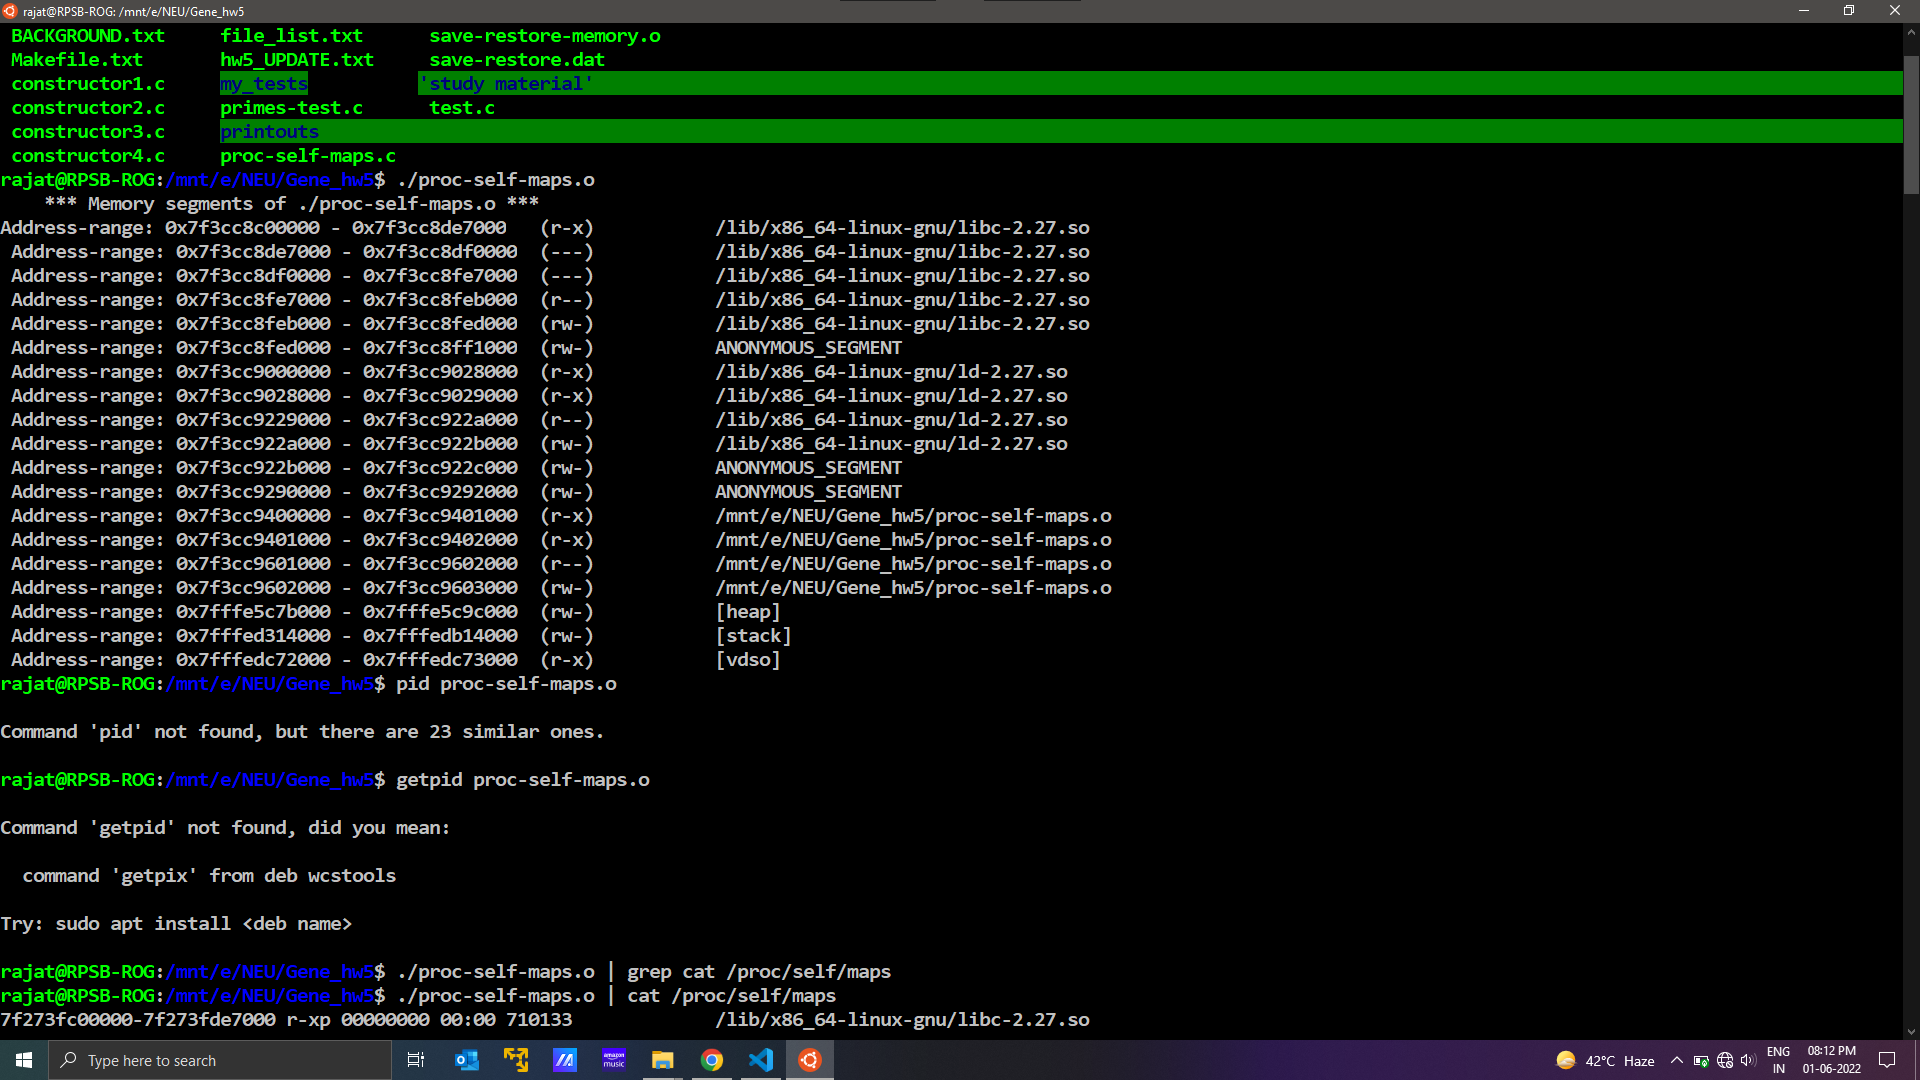 rajat@RPSB-ROG: /mnt/e/NEU/Gene_hw5
BACKGROUND.txt file_list.txt save-restore-memory.o
Makefile.txt hw5_UPDATE.txt save-restore.dat
constructor1.c my_tests 'study material'
constructor2.c primes-test.c test.c
constructor3.c printouts
constructor4.c proc-self-maps.c
rajat@RPSB-ROG:/mnt/e/NEU/Gene_hw5$ ./proc-self-maps.o
*** Memory segments of ./proc-self-maps.o ***
Address-range: 0x7f3cc8c00000 - 0x7f3cc8de7000 (r-x) /lib/x86_64-linux-gnu/libc-2.27.so
Address-range: 0x7f3cc8de7000 - 0x7f3cc8df0000 (---) /lib/x86_64-linux-gnu/libc-2.27.so
Address-range: 0x7f3cc8df0000 - 0x7f3cc8fe7000 (---) /lib/x86_64-linux-gnu/libc-2.27.so
Address-range: 0x7f3cc8fe7000 - 0x7f3cc8feb000 (r--) /lib/x86_64-linux-gnu/libc-2.27.so
Address-range: 0x7f3cc8feb000 - 0x7f3cc8fed000 (rw-) /lib/x86_64-linux-gnu/libc-2.27.so
Address-range: 0x7f3cc8fed000 - 0x7f3cc8ff1000 (rw-) ANONYMOUS_SEGMENT
Address-range: 0x7f3cc9000000 - 0x7f3cc9028000 (r-x) /lib/x86_64-linux-gnu/ld-2.27.so
Address-range: 0x7f3cc9028000 - 0x7f3cc9029000 (r-x) /lib/x86_64-linux-gnu/ld-2.27.so
Address-range: 0x7f3cc9229000 - 0x7f3cc922a000 (r--) /lib/x86_64-linux-gnu/ld-2.27.so
Address-range: 0x7f3cc922a000 - 0x7f3cc922b000 (rw-) /lib/x86_64-linux-gnu/ld-2.27.so
Address-range: 0x7f3cc922b000 - 0x7f3cc922c000 (rw-) ANONYMOUS_SEGMENT
Address-range: 0x7f3cc9290000 - 0x7f3cc9292000 (rw-) ANONYMOUS_SEGMENT
Address-range: 0x7f3cc9400000 - 0x7f3cc9401000 (r-x) /mnt/e/NEU/Gene_hw5/proc-self-maps.o
Address-range: 0x7f3cc9401000 - 0x7f3cc9402000 (r-x) /mnt/e/NEU/Gene_hw5/proc-self-maps.o
Address-range: 0x7f3cc9601000 - 0x7f3cc9602000 (r--) /mnt/e/NEU/Gene_hw5/proc-self-maps.o
Address-range: 0x7f3cc9602000 - 0x7f3cc9603000 (rw-) /mnt/e/NEU/Gene_hw5/proc-self-maps.o
Address-range: 0x7fffe5c7b000 - 0x7fffe5c9c000 (rw-) [heap]
Address-range: 0x7fffed314000 - 0x7fffedb14000 (rw-) [stack]
Address-range: 0x7fffedc72000 - 0x7fffedc73000 (r-x) [vdso]
rajat@RPSB-ROG:/mnt/e/NEU/Gene_hw5$ pid proc-self-maps.o
Command 'pid' not found, but there are 23 similar ones.
rajat@RPSB-ROG:/mnt/e/NEU/Gene_hw5$ getpid proc-self-maps.o
Command 'getpid' not found, did you mean:
command 'getpix' from deb wcstools
Try: sudo apt install <deb name>
rajat@RPSB-ROG:/mnt/e/NEU/Gene_hw5$ ./proc-self-maps.o | grep cat /proc/self/maps
rajat@RPSB-ROG:/mnt/e/NEU/Gene_hw5$ ./proc-self-maps.o | cat /proc/self/maps
7f273fc00000-7f273fde7000 r-xp 00000000 00:00 710133 /lib/x86_64-linux-gnu/libc-2.27.so
Type here to search
amazon music
42°C Haze
ENG IN
08:12 PM
01-06-2022